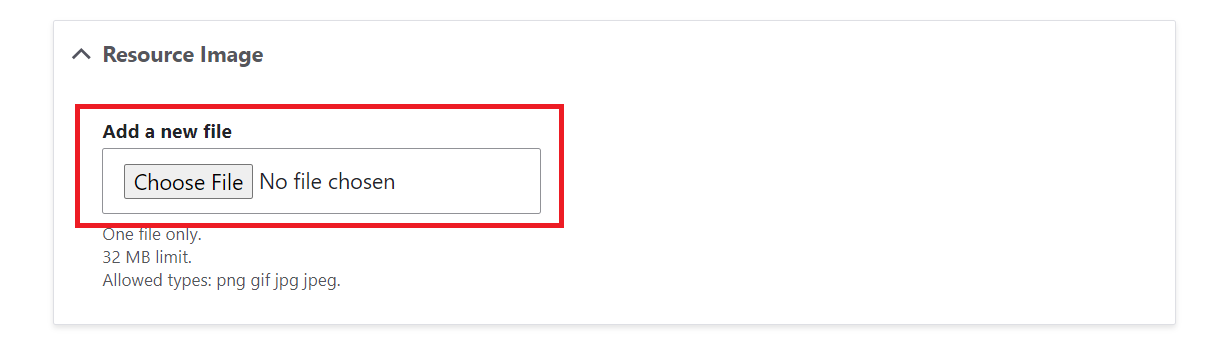 Resource Image
Add a new file
Choose File No file chosen
One file only.
32 MB limit.
Allowed types: png gif jpg jpeg.